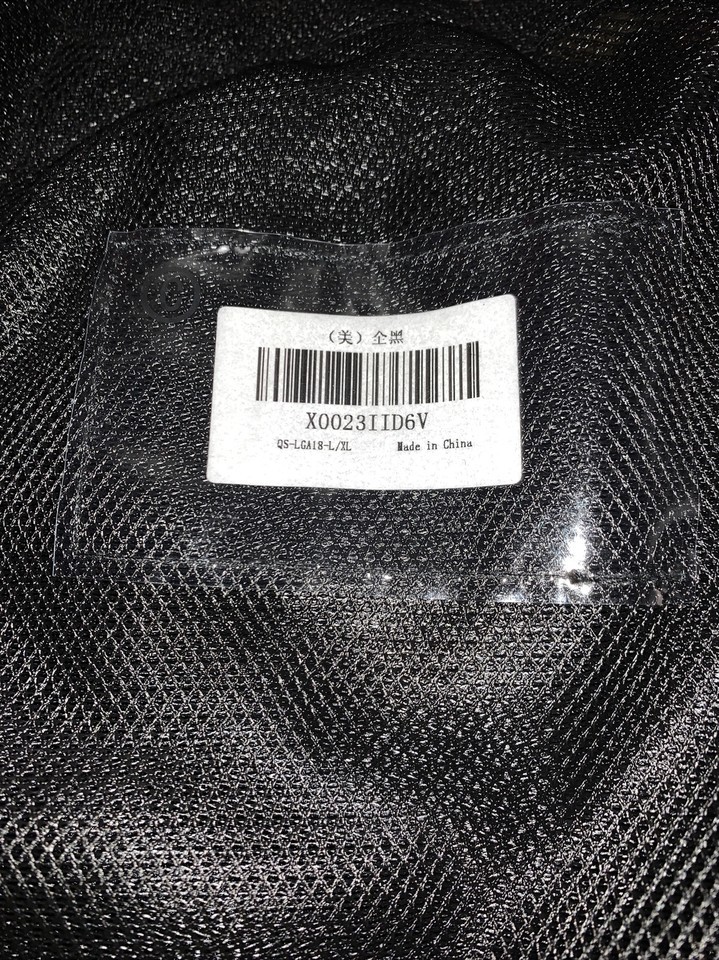 （美）全黑
X0023IID6V
QS-LGA18-L/XL Made in China